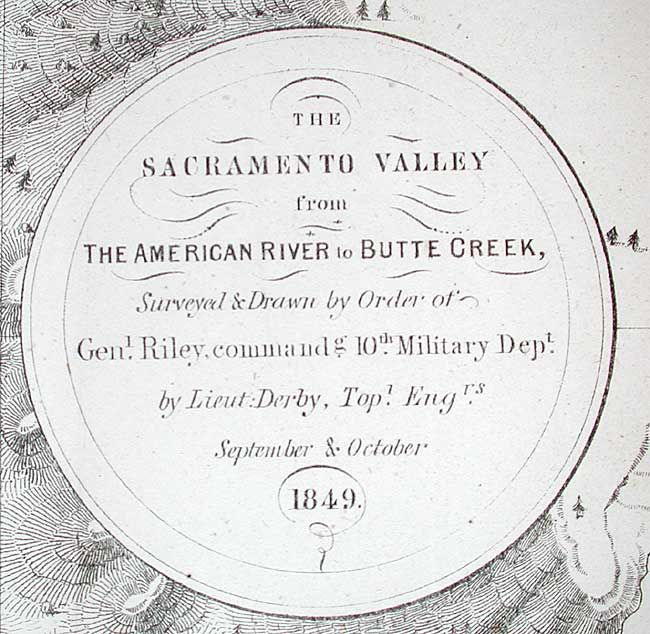 THE
SACRAMENTO VALLEY
from
THE AMERICAN RIVER to BUTTE CREEK,
Surveyed & Drawn by Order of
Genl. Riley, commandg 10th Military Dept.
by Lieut: Derby, Topl Engrs
September & October
1849.